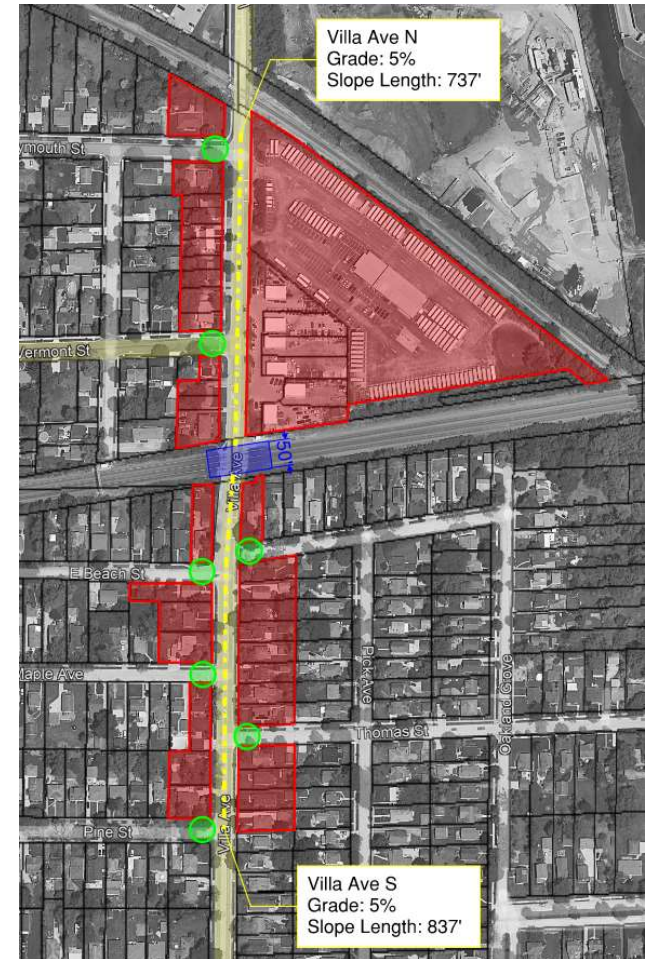 Villa Ave N
Grade: 5%
Slope Length: 737'
ymouth St
Vermont St
50'
Villa Ave
E Beach St
Maple Ave
Prick Ave
Oakland Grove
Thomas St
Pine St
Villa Ave
Villa Ave S
Grade: 5%
Slope Length: 837'